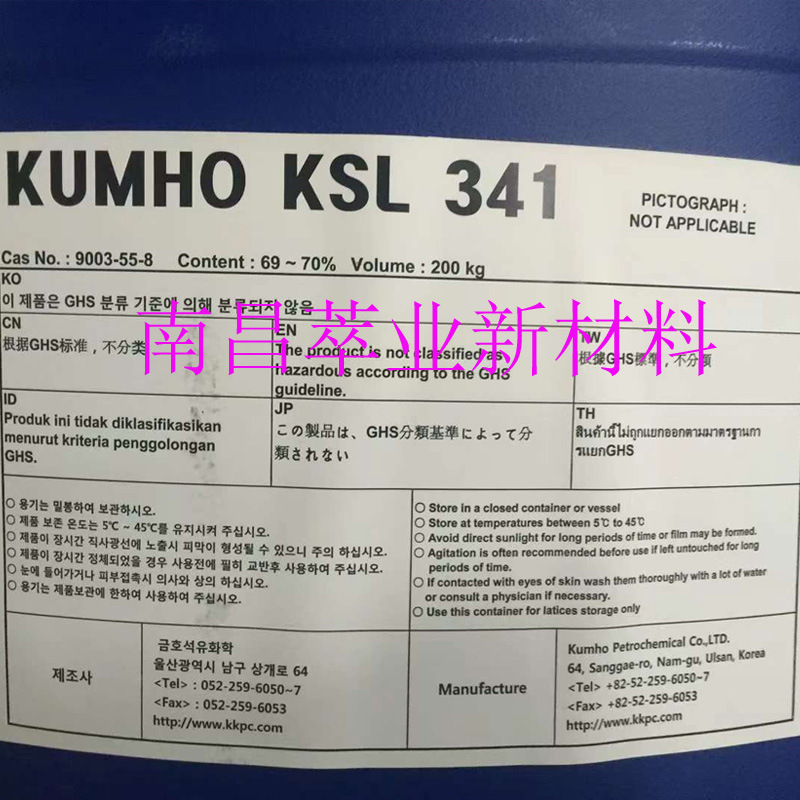 KUMHO KSL 341
PICTOGRAPH :
NOT APPLICABLE
Cas No. : 9003-55-8 Content : 69 ~ 70% Volume : 200 kg
KO
이 제품은 GHS 분류 기준에 의해 분류되지 않음
南昌萃业新材料
CN
根据GHS标准，不分类
EN
The product is not classified as
hazardous according to the GHS
guideline.
TW
根據GHS標準，不分類
ID
Produk ini tidak diklasifikasikan
menurut kriteria penggolongan
GHS.
JP
この製品は、GHS分類基準によって分
類されない
TH
สินค้านี้ไม่ถูกแยกออกตามมาตรฐานกา
รแยกGHS
○ 용기는 밀봉하여 보관하시오.
○ 제품 보존 온도는 5℃ ~ 45℃를 유지시켜 주십시오.
○ 제품이 장시간 직사광선에 노출시 피막이 형성될 수 있으니 주의 하십시오.
○ 제품이 장시간 정체되었을 경우 사용전에 필히 교반후 사용하여 주십시오.
○ 눈에 들어가거나 피부접촉시 의사와 상의 하십시오.
○ 용기는 제품보관에 한하여 사용하여 주십시오.
○ Store in a closed container or vessel
○ Store at temperatures between 5℃ to 45℃
○ Avoid direct sunlight for long periods of time or film may be formed.
○ Agitation is often recommended before use if left untouched for long
periods of time.
○ If contacted with eyes of skin wash them thoroughly with a lot of water
or consult a physician if necessary.
○ Use this container for latices storage only
제조사
금호석유화학
울산광역시 남구 상개로 64
<Tel> : 052-259-6050~7
<Fax> : 052-259-6053
http://www.kkpc.com
Manufacture
Kumho Petrochemical Co.,LTD.
64, Sanggae-ro, Nam-gu, Ulsan, Korea
<Tel> +82-52-259-6050~7
<Fax> : +82-52-259-6053
http://www.kkpc.com